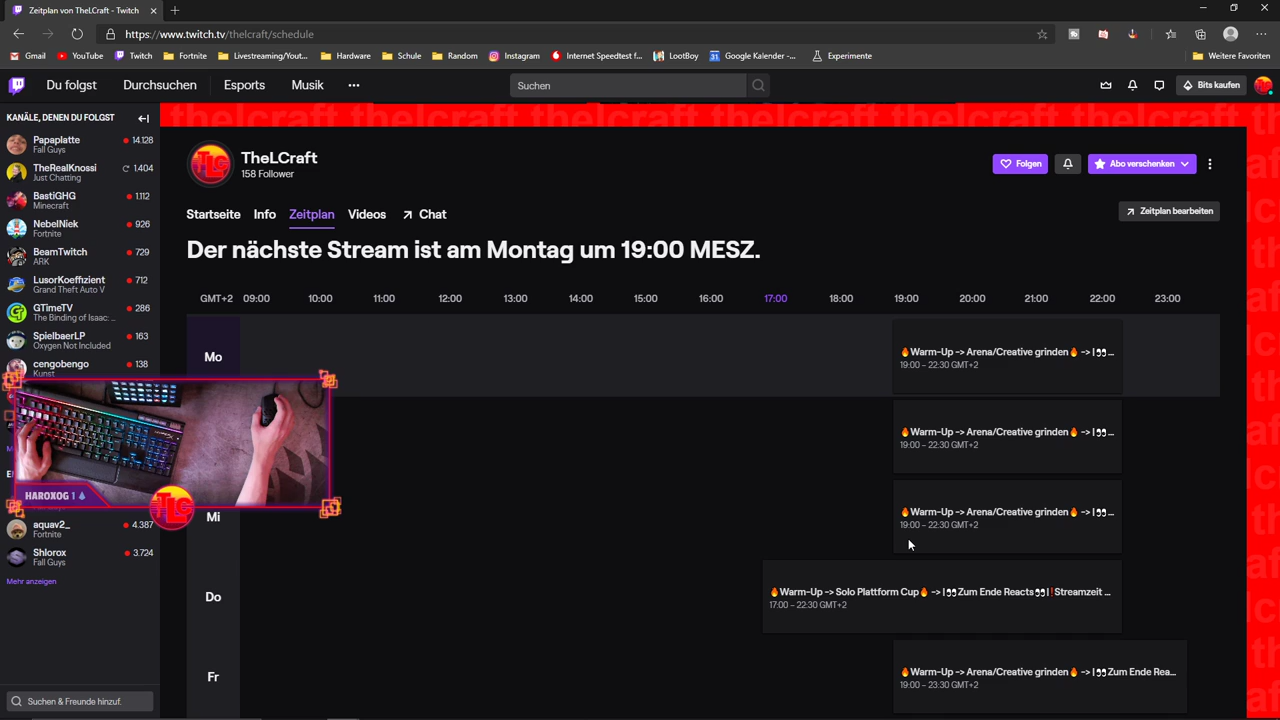 Zeitplan von TheLCraft - Twitch
https://www.twitch.tv/thelcraft/schedule
Gmail YouTube Twitch Fortnite Livestreaming/Yout... Hardware Schule Random Instagram Internet Speedtest f... LootBoy Google Kalender -... Experimente Weitere Favoriten
Du folgst Durchsuchen Esports Musik Suchen Bits kaufen
thelcraft thelcraft thelcraft thelcraft thelcraft
KANÄLE, DENEN DU FOLGST
Papaplatte 14.128
Fall Guys
TheRealKnossi 1.404
Just Chatting
BastiGHG 1.112
Minecraft
NebelNiek 926
Fortnite
BeamTwitch 729
ARK
LusorKoeffizient 712
Grand Theft Auto V
GTimeTV 286
The Binding of Isaac: ...
SpielbaerLP 163
Oxygen Not Included
cengobengo 138
Kunst
HAROXOG 1
TLC
aquav2_ 4.387
Fortnite
Shlorox 3.724
Fall Guys
Mehr anzeigen
Suchen & Freunde hinzuf.
TLC
TheLCraft
158 Follower
Folgen Abo verschenken
Startseite Info Zeitplan Videos Chat
Zeitplan bearbeiten
Der nächste Stream ist am Montag um 19:00 MESZ.
GMT+2 09:00 10:00 11:00 12:00 13:00 14:00 15:00 16:00 17:00 18:00 19:00 20:00 21:00 22:00 23:00
Mo
🔥Warm-Up -> Arena/Creative grinden🔥 -> | 👀 ...
19:00 – 22:30 GMT+2
🔥Warm-Up -> Arena/Creative grinden🔥 -> | 👀 ...
19:00 – 22:30 GMT+2
Mi
🔥Warm-Up -> Arena/Creative grinden🔥 -> | 👀 ...
19:00 – 22:30 GMT+2
Do
🔥Warm-Up -> Solo Plattform Cup🔥 -> | 👀Zum Ende Reacts👀 |❗Streamzeit ...
17:00 – 22:30 GMT+2
Fr
🔥Warm-Up -> Arena/Creative grinden🔥 -> | 👀Zum Ende Rea...
19:00 – 23:30 GMT+2